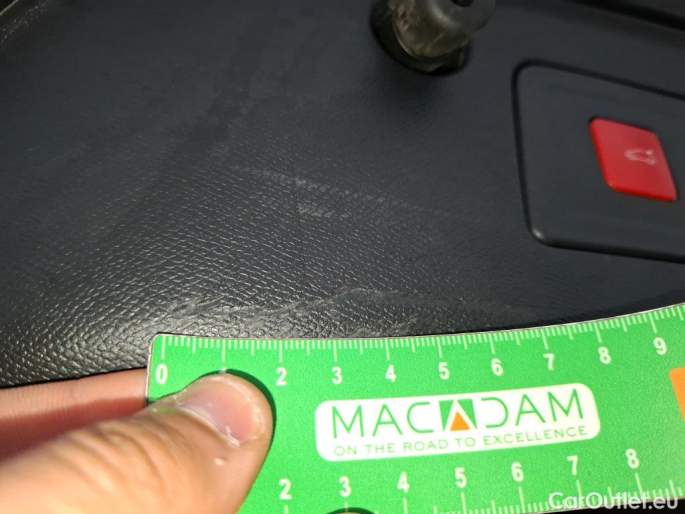 0 2 3 4 5 6 7 8 9
MACADAM
ON THE ROAD TO EXCELLENCE
2 3 4 5 6 7 8
CarOutlet.eu